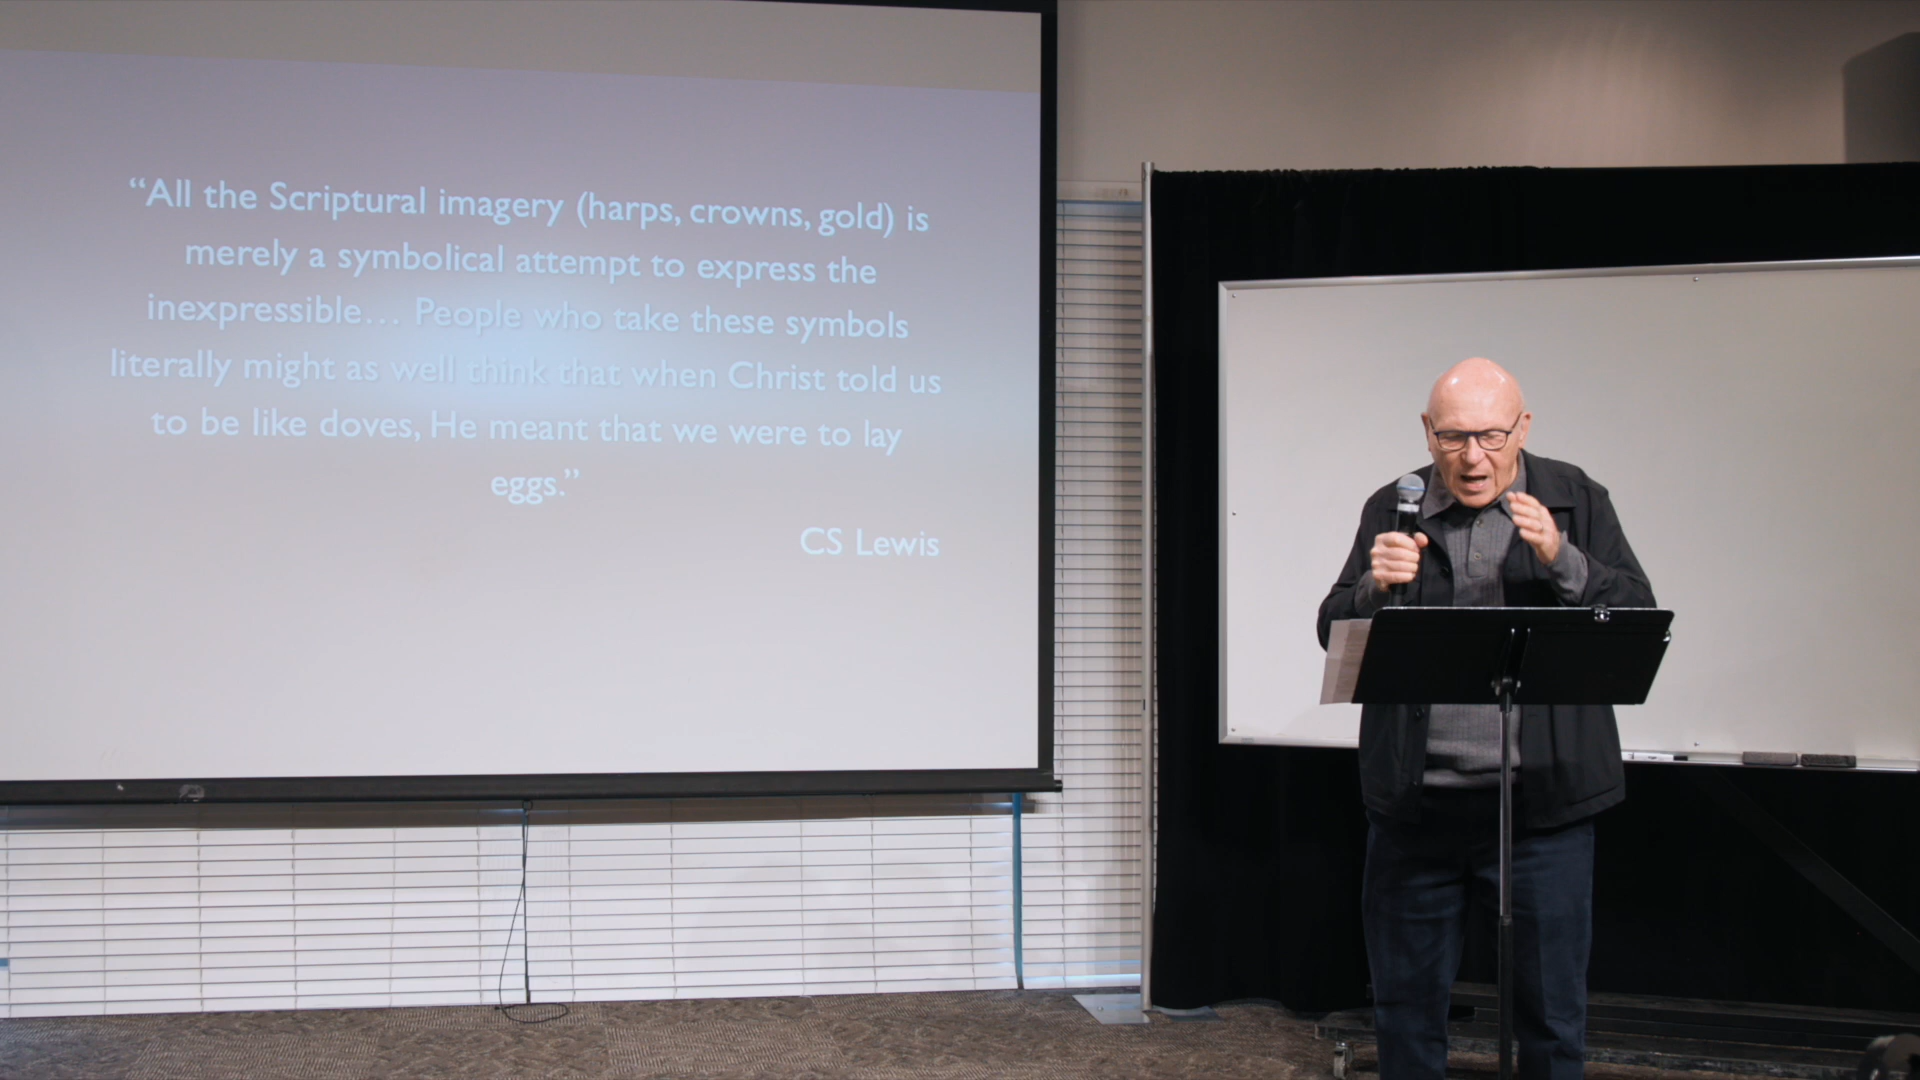 “All the Scriptural imagery (harps, crowns, gold) is
merely a symbolical attempt to express the
inexpressible… People who take these symbols
literally might as well think that when Christ told us
to be like doves, He meant that we were to lay
eggs.”
CS Lewis